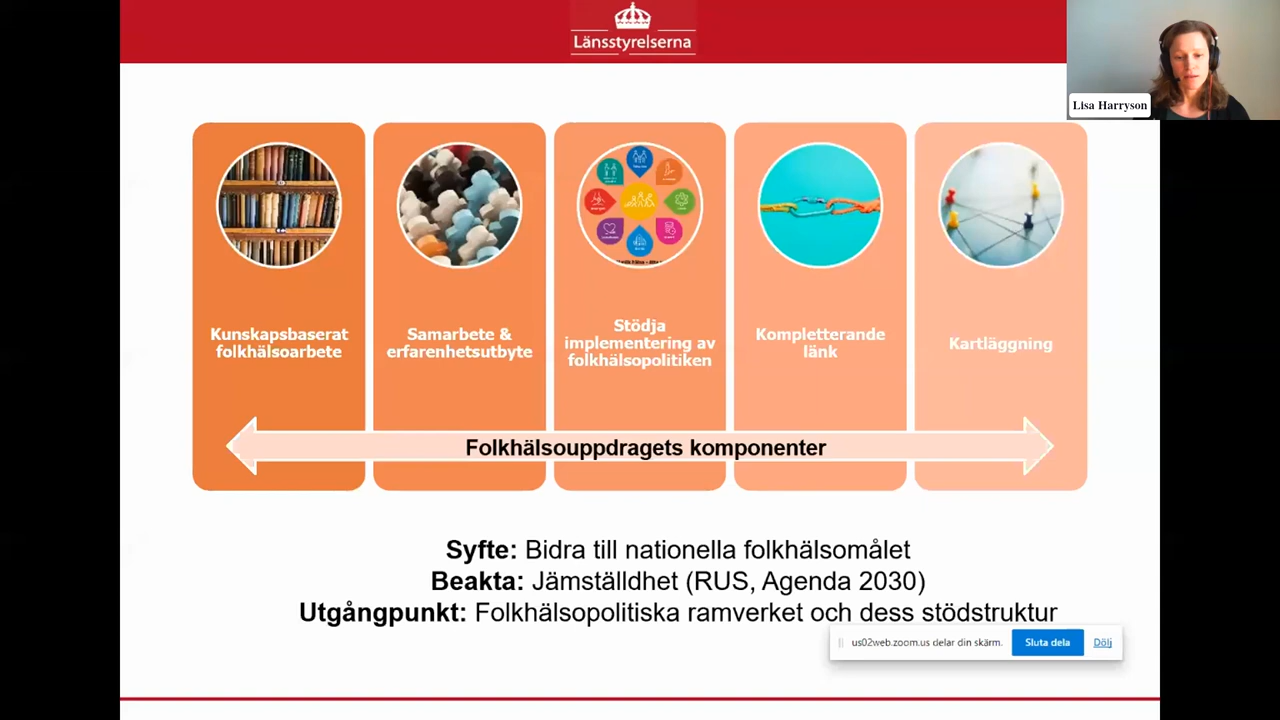 Länsstyrelserna
Lisa Harryson
Kunskapsbaserat
folkhälsoarbete
Samarbete &
erfarenhetsutbyte
Stödja
implementering av
folkhälsopolitiken
Kompletterande
länk
Kartläggning
Folkhälsouppdragets komponenter
Syfte: Bidra till nationella folkhälsomålet
Beakta: Jämställdhet (RUS, Agenda 2030)
Utgångpunkt: Folkhälsopolitiska ramverket och dess stödstruktur
us02web.zoom.us delar din skärm.
Sluta dela
Dölj